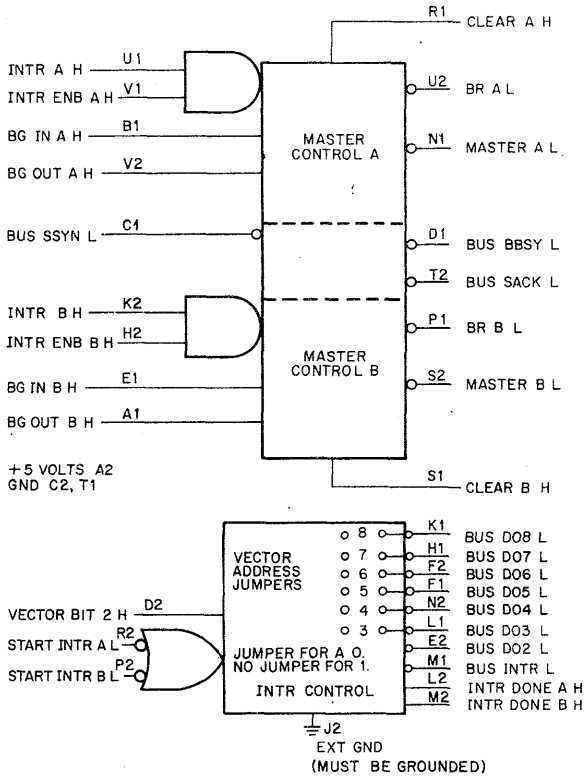 R1 CLEAR A H
INTR A H U1
INTR ENB A H V1
U2 BR A L
BG IN A H B1
MASTER CONTROL A
N1 MASTER A L
BG OUT A H V2
BUS SSYN L C1
D1 BUS BBSY L
T2 BUS SACK L
INTR B H K2
INTR ENB B H H2
P1 BR B L
MASTER CONTROL B
BG IN B H E1
S2 MASTER B L
BG OUT B H A1
+5 VOLTS A2
GND C2, T1
S1 CLEAR B H
VECTOR
ADDRESS
JUMPERS
8 K1 BUS D08 L
7 H1 BUS D07 L
6 F2 BUS D06 L
5 F1 BUS D05 L
4 N2 BUS D04 L
3 L1 BUS D03 L
E2 BUS D02 L
M1 BUS INTR L
L2 INTR DONE A H
M2 INTR DONE B H
VECTOR BIT 2 H D2
START INTR A L R2
START INTR B L P2
JUMPER FOR A 0.
NO JUMPER FOR 1.
INTR CONTROL
J2
EXT GND
(MUST BE GROUNDED)